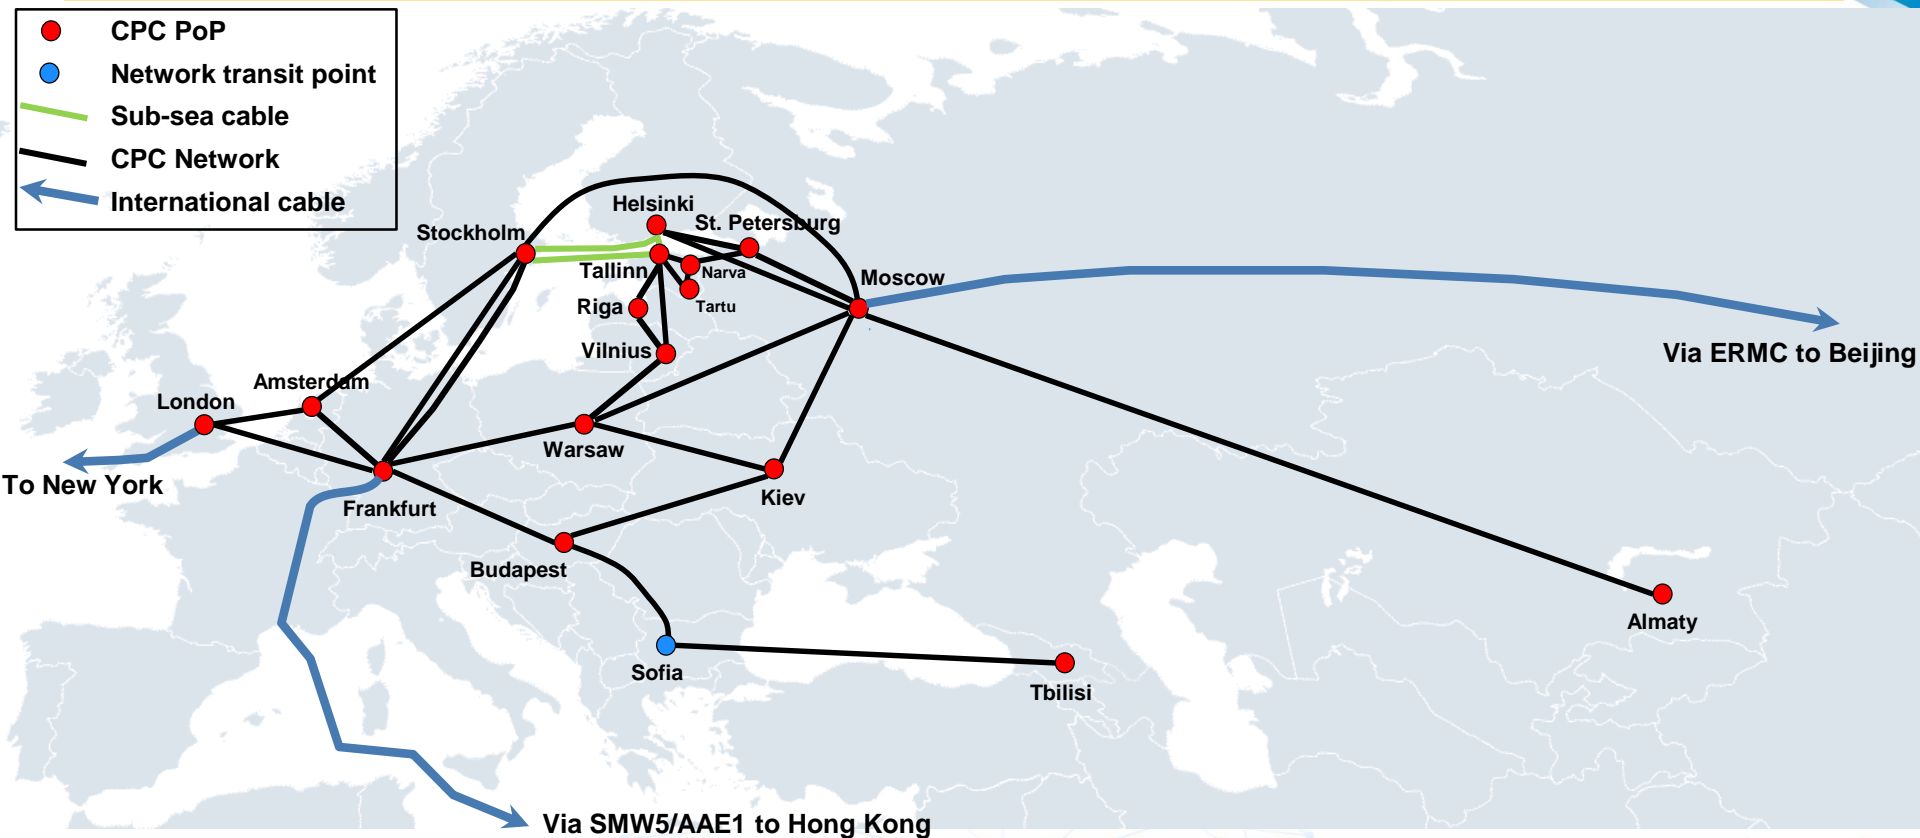 CPC PoP
Network transit point
Sub-sea cable
CPC Network
International cable
Helsinki
St. Petersburg
Stockholm
Tallinn
Narva
Moscow
Riga
Tartu
Vilnius
Via ERMC to Beijing
Amsterdam
London
Warsaw
To New York
Kiev
Frankfurt
Budapest
Almaty
Sofia
Tbilisi
Via SMW5/AAE1 to Hong Kong